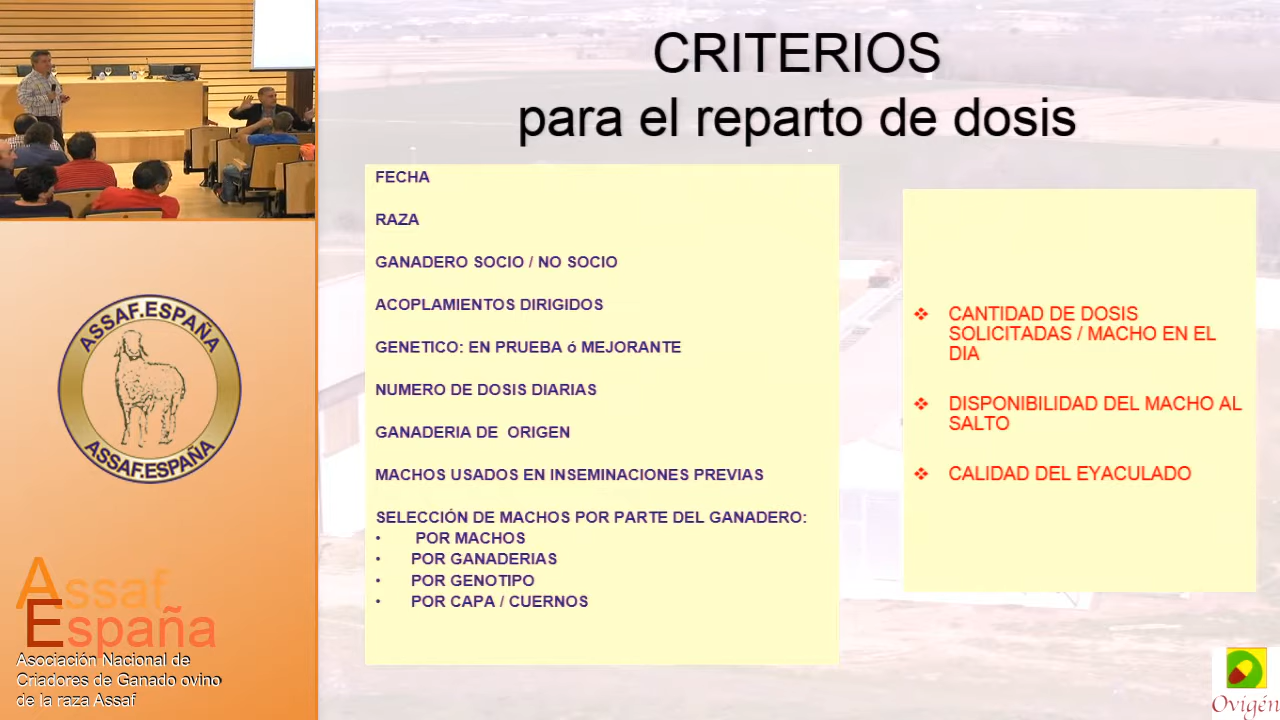 CRITERIOS
para el reparto de dosis
FECHA
RAZA
GANADERO SOCIO / NO SOCIO
ACOPLAMIENTOS DIRIGIDOS
GENETICO: EN PRUEBA ó MEJORANTE
NUMERO DE DOSIS DIARIAS
GANADERIA DE ORIGEN
MACHOS USADOS EN INSEMINACIONES PREVIAS
SELECCIÓN DE MACHOS POR PARTE DEL GANADERO:
• POR MACHOS
• POR GANADERIAS
• POR GENOTIPO
• POR CAPA / CUERNOS
❖ CANTIDAD DE DOSIS
SOLICITADAS / MACHO EN EL
DIA
❖ DISPONIBILIDAD DEL MACHO AL
SALTO
❖ CALIDAD DEL EYACULADO
ASSAF.ESPAÑA
ASSAF.ESPAÑA
Assaf
España
Asociación Nacional de
Criadores de Ganado ovino
de la raza Assaf
Ovigén